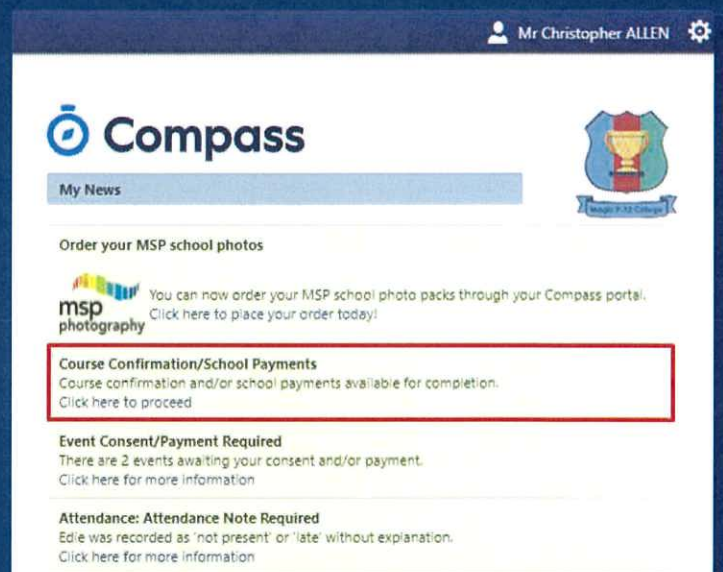 Mr Christopher ALLEN
Compass
My News
Magic P-12 College
Order your MSP school photos
msp
photography
You can now order your MSP school photo packs through your Compass portal.
Click here to place your order today!
Course Confirmation/School Payments
Course confirmation and/or school payments available for completion.
Click here to proceed
Event Consent/Payment Required
There are 2 events awaiting your consent and/or payment.
Click here for more information
Attendance: Attendance Note Required
Edie was recorded as 'not present' or 'late' without explanation.
Click here for more information